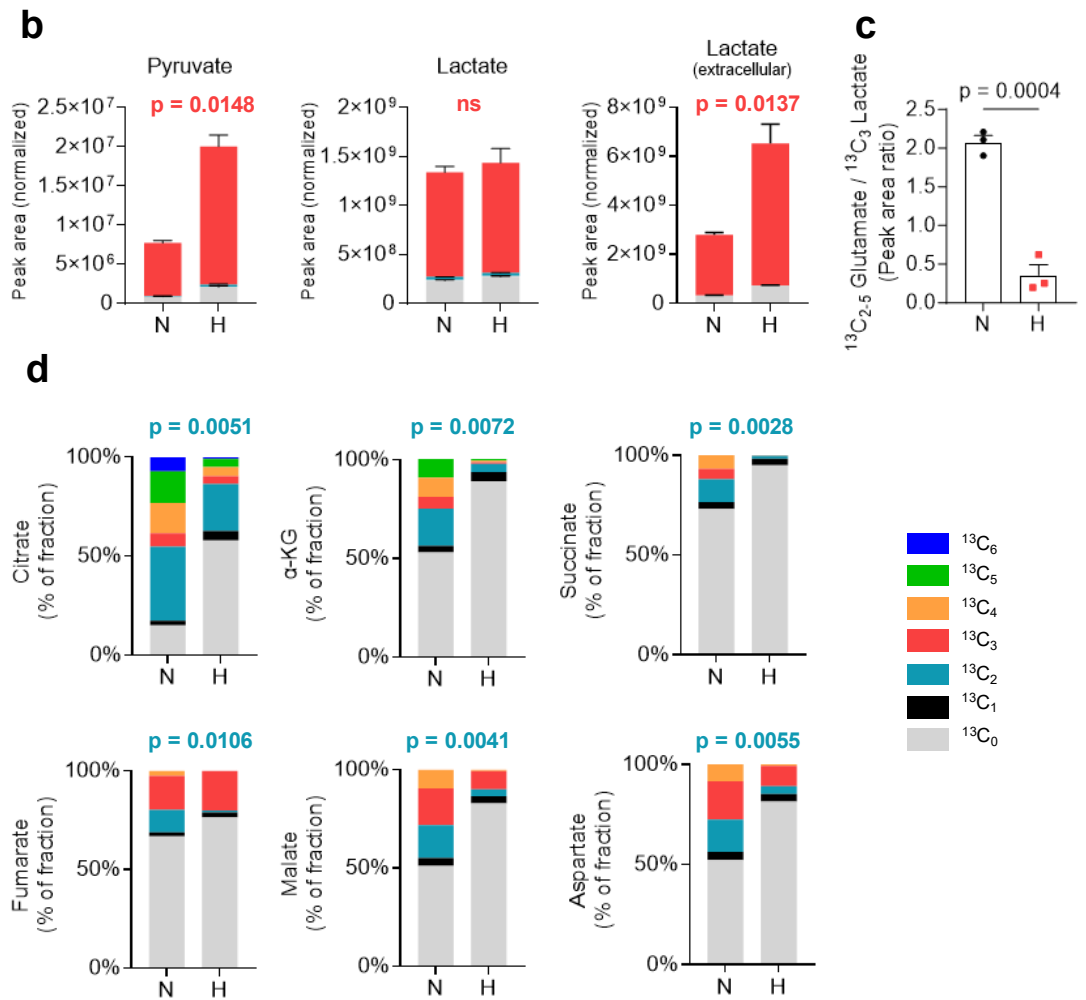 b
Pyruvate
Peak area (normalized)
2.5×10⁷
2×10⁷
1.5×10⁷
1×10⁷
5×10⁶
0
p = 0.0148
N H
Lactate
Peak area (normalized)
2×10⁹
1.5×10⁹
1×10⁹
5×10⁸
0
ns
N H
Lactate
(extracellular)
Peak area (normalized)
8×10⁹
6×10⁹
4×10⁹
2×10⁹
0
p = 0.0137
N H
c
¹³C₂₋₅ Glutamate / ¹³C₃ Lactate
(Peak area ratio)
p = 0.0004
2.5
2.0
1.5
1.0
0.5
0.0
N H
d
p = 0.0051
Citrate
(% of fraction)
100%
50%
0%
N H
p = 0.0072
α-KG
(% of fraction)
100%
50%
0%
N H
p = 0.0028
Succinate
(% of fraction)
100%
50%
0%
N H
¹³C₆
¹³C₅
¹³C₄
¹³C₃
¹³C₂
¹³C₁
¹³C₀
p = 0.0106
Fumarate
(% of fraction)
100%
50%
0%
N H
p = 0.0041
Malate
(% of fraction)
100%
50%
0%
N H
p = 0.0055
Aspartate
(% of fraction)
100%
50%
0%
N H